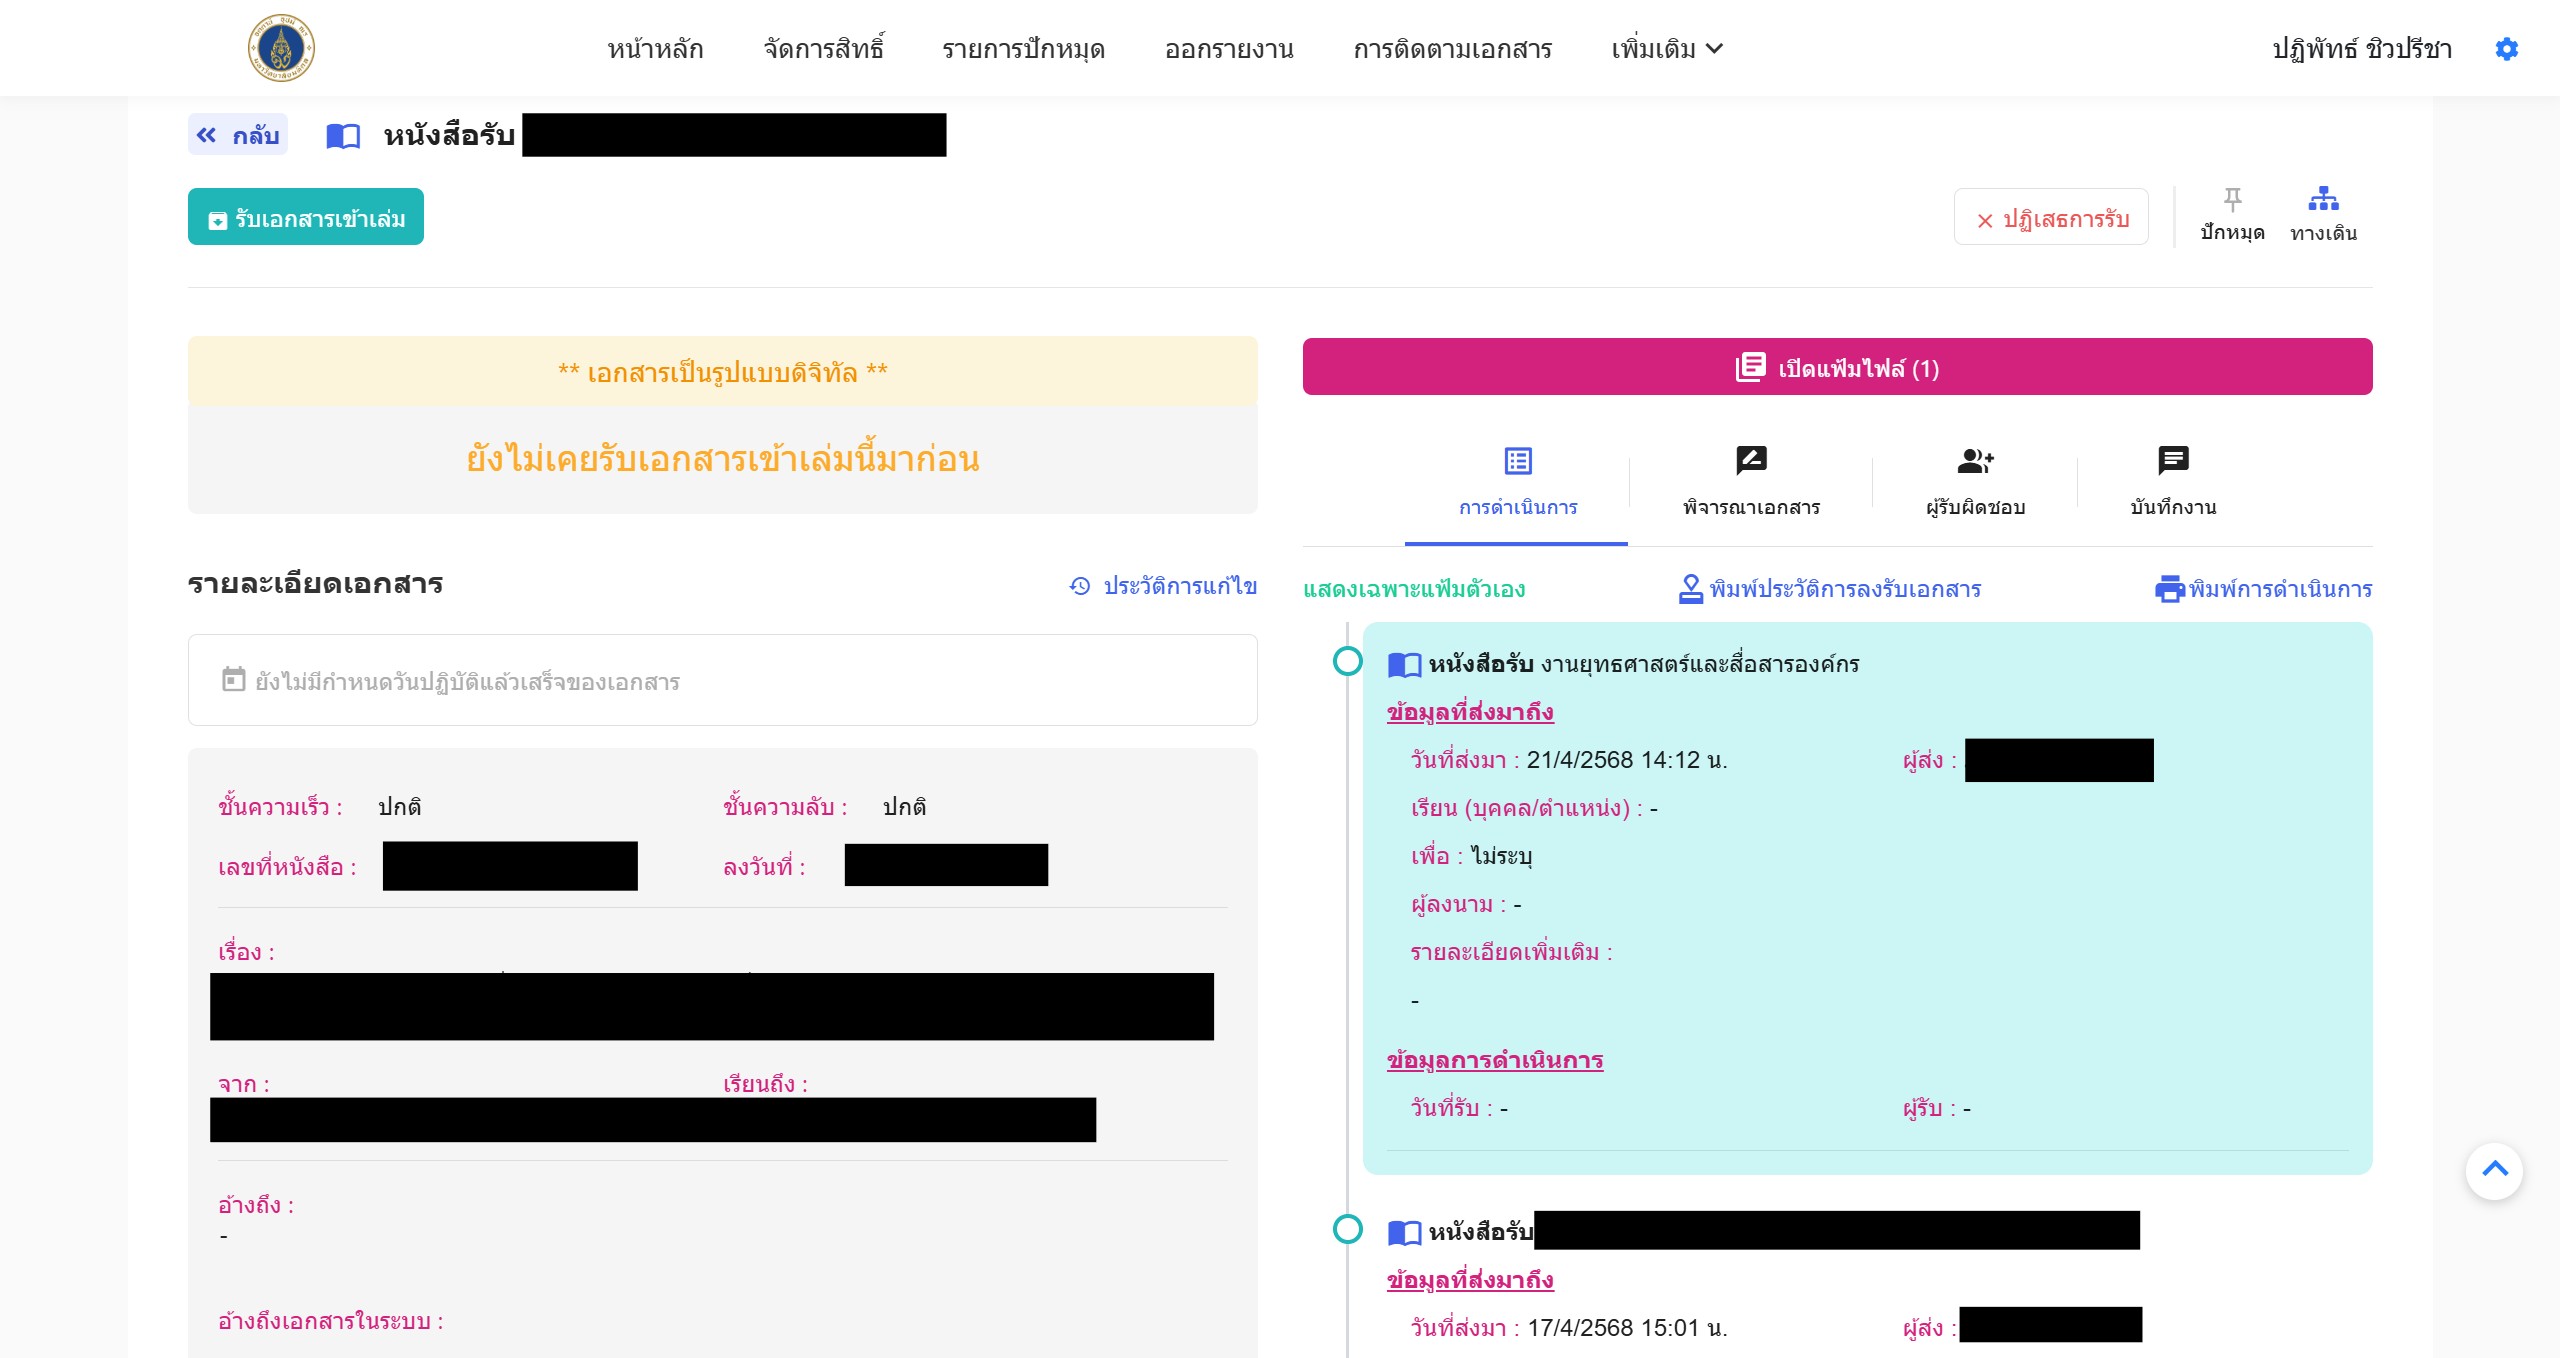 หน้าหลัก
จัดการสิทธิ์
รายการปักหมุด
ออกรายงาน
การติดตามเอกสาร
เพิ่มเติม
ปฏิพัทธ์ ชิวปรีชา
กลับ
หนังสือรับ
รับเอกสารเข้าเล่ม
ปฏิเสธการรับ
ปักหมุด
ทางเดิน
** เอกสารเป็นรูปแบบดิจิทัล **
ยังไม่เคยรับเอกสารเข้าเล่มนี้มาก่อน
รายละเอียดเอกสาร
ประวัติการแก้ไข
ยังไม่มีกำหนดวันปฏิบัติแล้วเสร็จของเอกสาร
ชั้นความเร็ว : ปกติ
ชั้นความลับ : ปกติ
เลขที่หนังสือ :
ลงวันที่ :
เรื่อง :
จาก :
เรียนถึง :
อ้างถึง :
-
อ้างถึงเอกสารในระบบ :
เปิดแฟ้มไฟล์ (1)
การดำเนินการ
พิจารณาเอกสาร
ผู้รับผิดชอบ
บันทึกงาน
แสดงเฉพาะแฟ้มตัวเอง
พิมพ์ประวัติการลงรับเอกสาร
พิมพ์การดำเนินการ
หนังสือรับ งานยุทธศาสตร์และสื่อสารองค์กร
ข้อมูลที่ส่งมาถึง
วันที่ส่งมา : 21/4/2568 14:12 น.
ผู้ส่ง :
เรียน (บุคคล/ตำแหน่ง) : -
เพื่อ : ไม่ระบุ
ผู้ลงนาม : -
รายละเอียดเพิ่มเติม :
-
ข้อมูลการดำเนินการ
วันที่รับ : -
ผู้รับ : -
หนังสือรับ
ข้อมูลที่ส่งมาถึง
วันที่ส่งมา : 17/4/2568 15:01 น.
ผู้ส่ง :